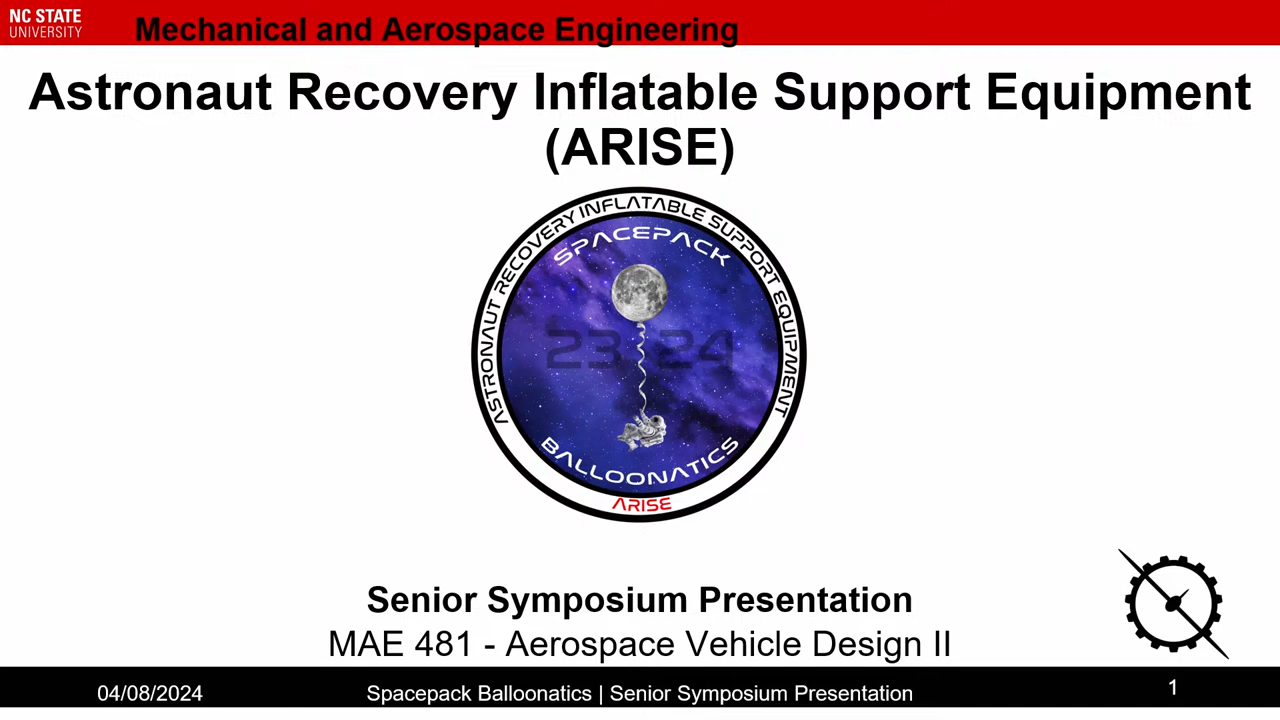 NC STATE
UNIVERSITY
Mechanical and Aerospace Engineering
Astronaut Recovery Inflatable Support Equipment
(ARISE)
ASTRONAUT RECOVERY INFLATABLE SUPPORT EQUIPMENT
SPACEPACK
23 24
BALLOONATICS
ARISE
Senior Symposium Presentation
MAE 481 - Aerospace Vehicle Design II
04/08/2024
Spacepack Balloonatics | Senior Symposium Presentation
1